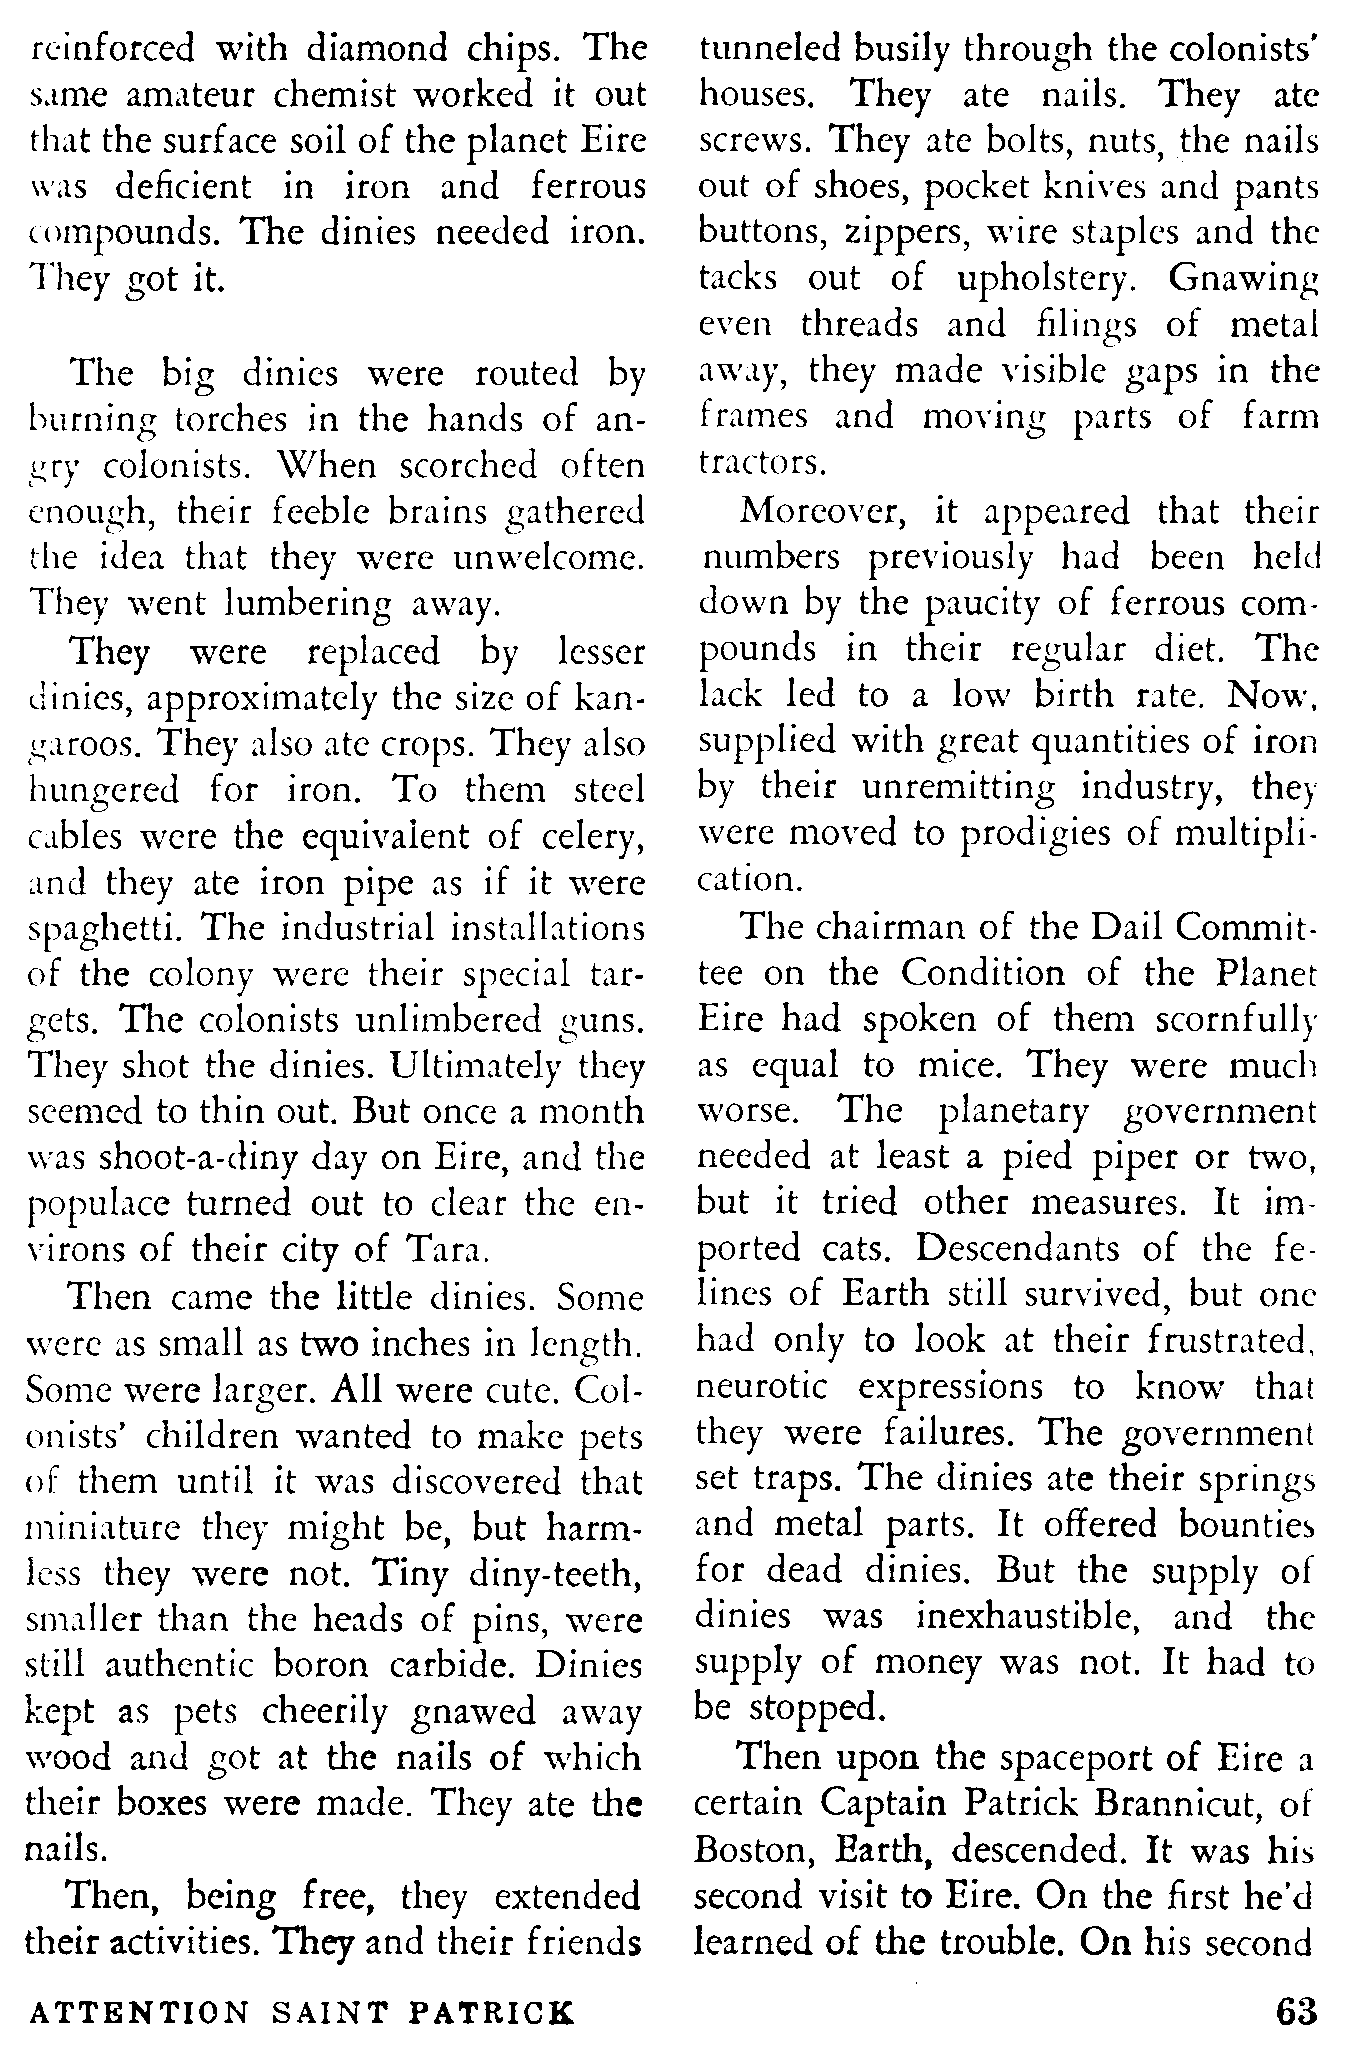 reinforced with diamond chips. The
same amateur chemist worked it out
that the surface soil of the planet Eire
was deficient in iron and ferrous
compounds. The dinies needed iron.
They got it.
The big dinies were routed by
burning torches in the hands of an-
gry colonists. When scorched often
enough, their feeble brains gathered
the idea that they were unwelcome.
They went lumbering away.
They were replaced by lesser
dinies, approximately the size of kan-
garoos. They also ate crops. They also
hungered for iron. To them steel
cables were the equivalent of celery,
and they ate iron pipe as if it were
spaghetti. The industrial installations
of the colony were their special tar-
gets. The colonists unlimbered guns.
They shot the dinies. Ultimately they
seemed to thin out. But once a month
was shoot-a-diny day on Eire, and the
populace turned out to clear the en-
virons of their city of Tara.
Then came the little dinies. Some
were as small as two inches in length.
Some were larger. All were cute. Col-
onists' children wanted to make pets
of them until it was discovered that
miniature they might be, but harm-
less they were not. Tiny diny-teeth,
smaller than the heads of pins, were
still authentic boron carbide. Dinies
kept as pets cheerily gnawed away
wood and got at the nails of which
their boxes were made. They ate the
nails.
Then, being free, they extended
their activities. They and their friends
tunneled busily through the colonists'
houses. They ate nails. They ate
screws. They ate bolts, nuts, the nails
out of shoes, pocket knives and pants
buttons, zippers, wire staples and the
tacks out of upholstery. Gnawing
even threads and filings of metal
away, they made visible gaps in the
frames and moving parts of farm
tractors.
Moreover, it appeared that their
numbers previously had been held
down by the paucity of ferrous com-
pounds in their regular diet. The
lack led to a low birth rate. Now,
supplied with great quantities of iron
by their unremitting industry, they
were moved to prodigies of multipli-
cation.
The chairman of the Dail Commit-
tee on the Condition of the Planet
Eire had spoken of them scornfully
as equal to mice. They were much
worse. The planetary government
needed at least a pied piper or two,
but it tried other measures. It im-
ported cats. Descendants of the fe-
lines of Earth still survived, but one
had only to look at their frustrated,
neurotic expressions to know that
they were failures. The government
set traps. The dinies ate their springs
and metal parts. It offered bounties
for dead dinies. But the supply of
dinies was inexhaustible, and the
supply of money was not. It had to
be stopped.
Then upon the spaceport of Eire a
certain Captain Patrick Brannicut, of
Boston, Earth, descended. It was his
second visit to Eire. On the first he'd
learned of the trouble. On his second
ATTENTION SAINT PATRICK 63